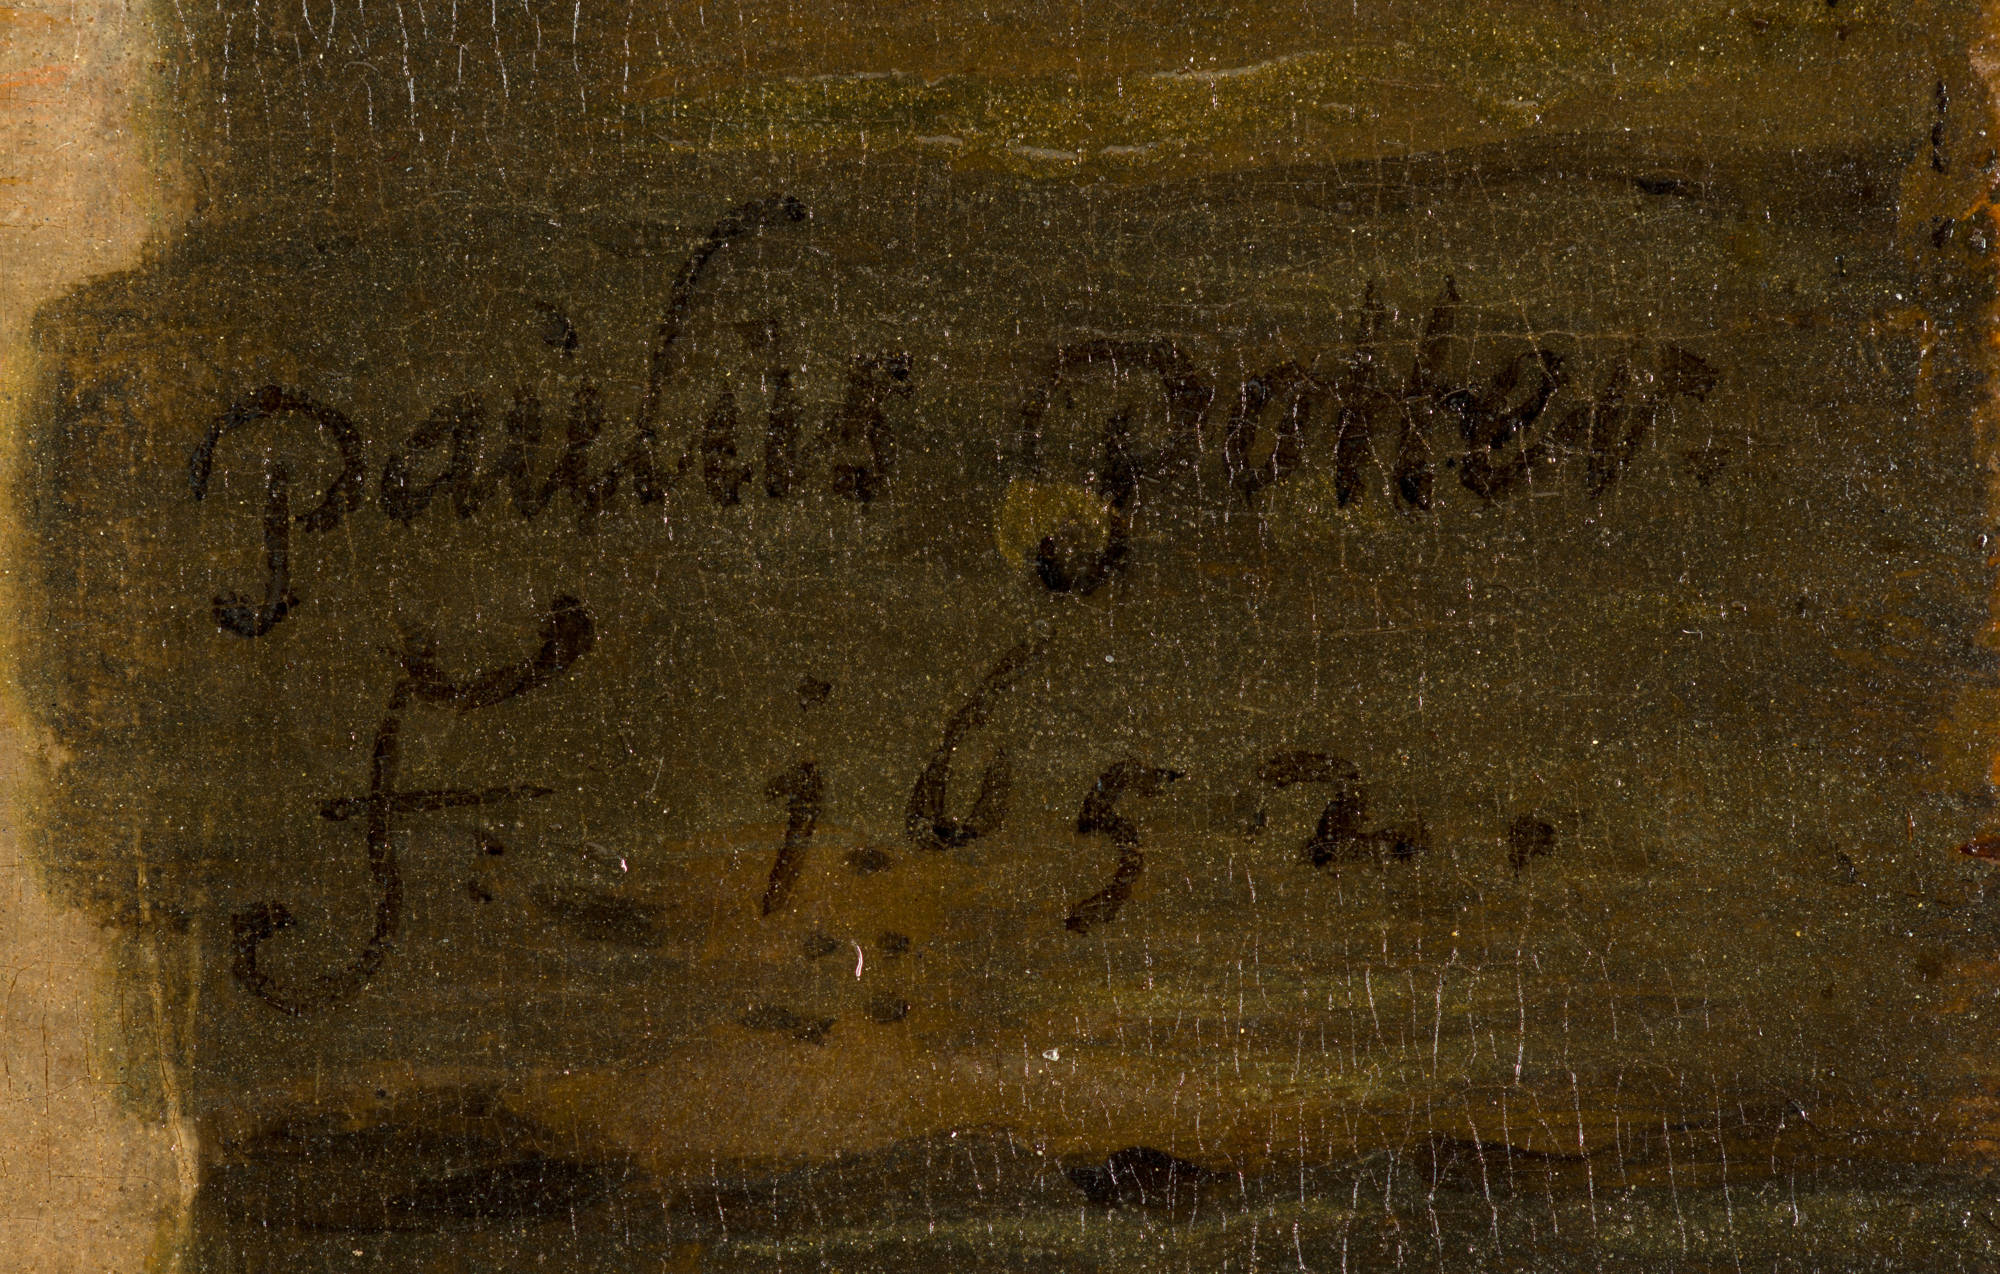 Paulus Potter.
F. 1652.